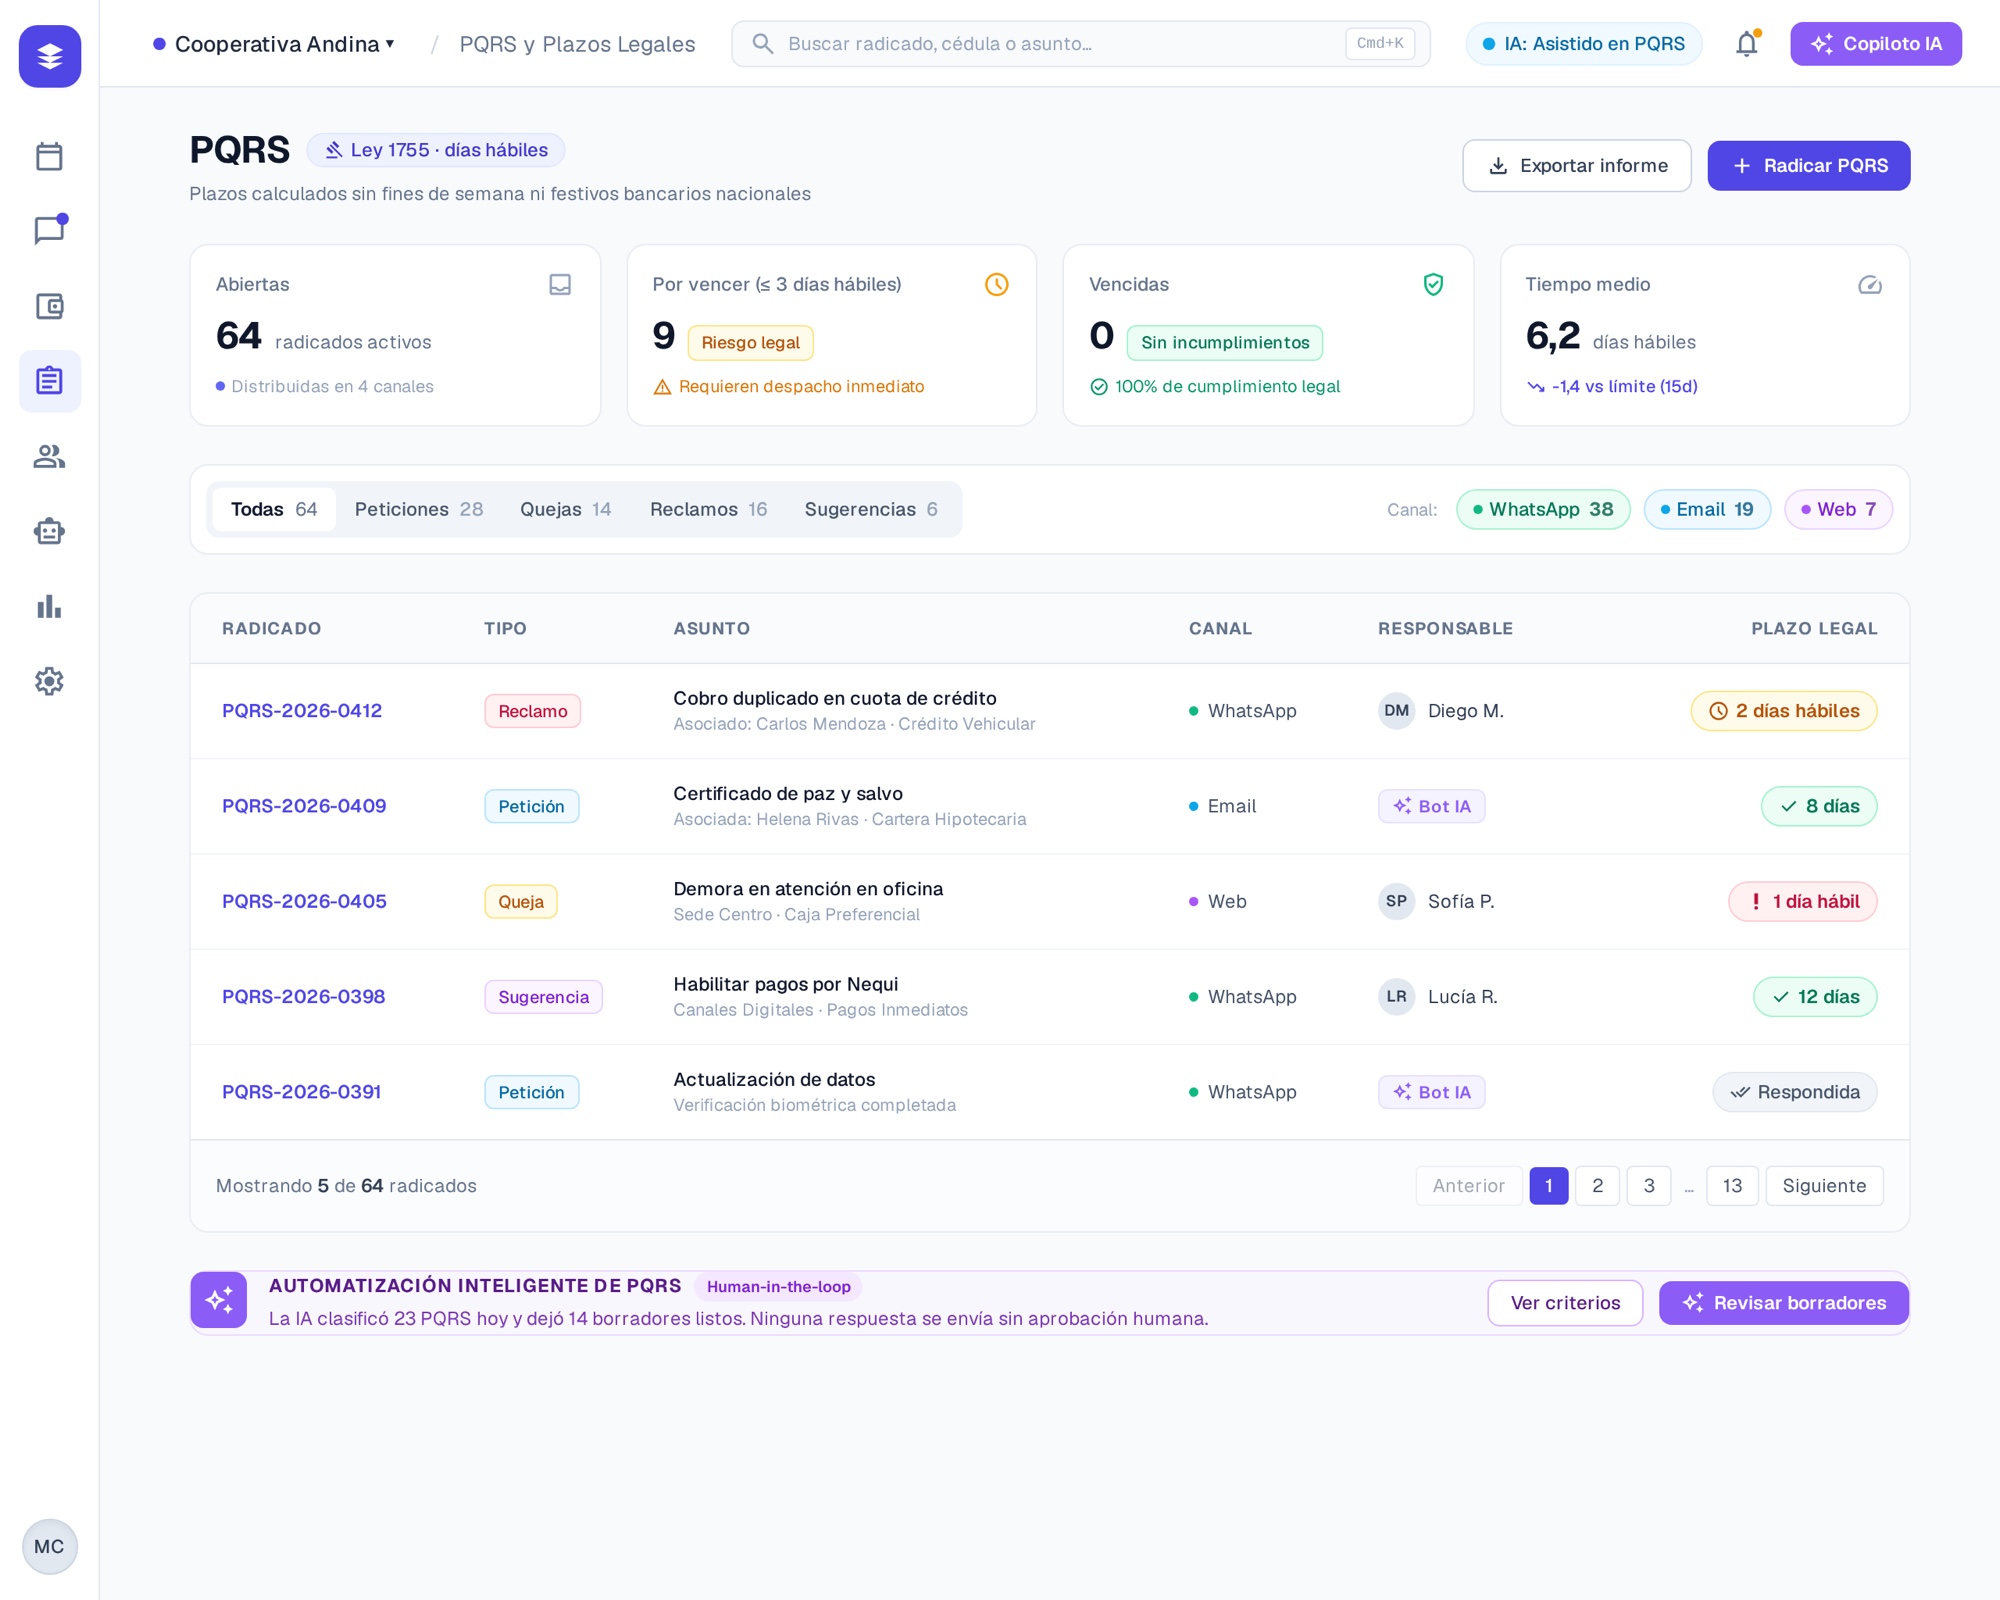 Cooperativa Andina ▾ / PQRS y Plazos Legales
Buscar radicado, cédula o asunto...
Cmd+K
IA: Asistido en PQRS
Copiloto IA
PQRS
Ley 1755 · días hábiles
Plazos calculados sin fines de semana ni festivos bancarios nacionales
Exportar informe
Radicar PQRS
Abiertas
64 radicados activos
Distribuidas en 4 canales
Por vencer (≤ 3 días hábiles)
9 Riesgo legal
Requieren despacho inmediato
Vencidas
0 Sin incumplimientos
100% de cumplimiento legal
Tiempo medio
6,2 días hábiles
-1,4 vs límite (15d)
Todas 64
Peticiones 28
Quejas 14
Reclamos 16
Sugerencias 6
Canal:
WhatsApp 38
Email 19
Web 7
RADICADO TIPO ASUNTO CANAL RESPONSABLE PLAZO LEGAL
PQRS-2026-0412 Reclamo Cobro duplicado en cuota de crédito WhatsApp DM Diego M. 2 días hábiles
Asociado: Carlos Mendoza · Crédito Vehicular
PQRS-2026-0409 Petición Certificado de paz y salvo Email Bot IA 8 días
Asociada: Helena Rivas · Cartera Hipotecaria
PQRS-2026-0405 Queja Demora en atención en oficina Web SP Sofía P. ! 1 día hábil
Sede Centro · Caja Preferencial
PQRS-2026-0398 Sugerencia Habilitar pagos por Nequi WhatsApp LR Lucía R. 12 días
Canales Digitales · Pagos Inmediatos
PQRS-2026-0391 Petición Actualización de datos WhatsApp Bot IA Respondida
Verificación biométrica completada
Mostrando 5 de 64 radicados
Anterior 1 2 3 ... 13 Siguiente
AUTOMATIZACIÓN INTELIGENTE DE PQRS Human-in-the-loop
La IA clasificó 23 PQRS hoy y dejó 14 borradores listos. Ninguna respuesta se envía sin aprobación humana.
Ver criterios
Revisar borradores
MC